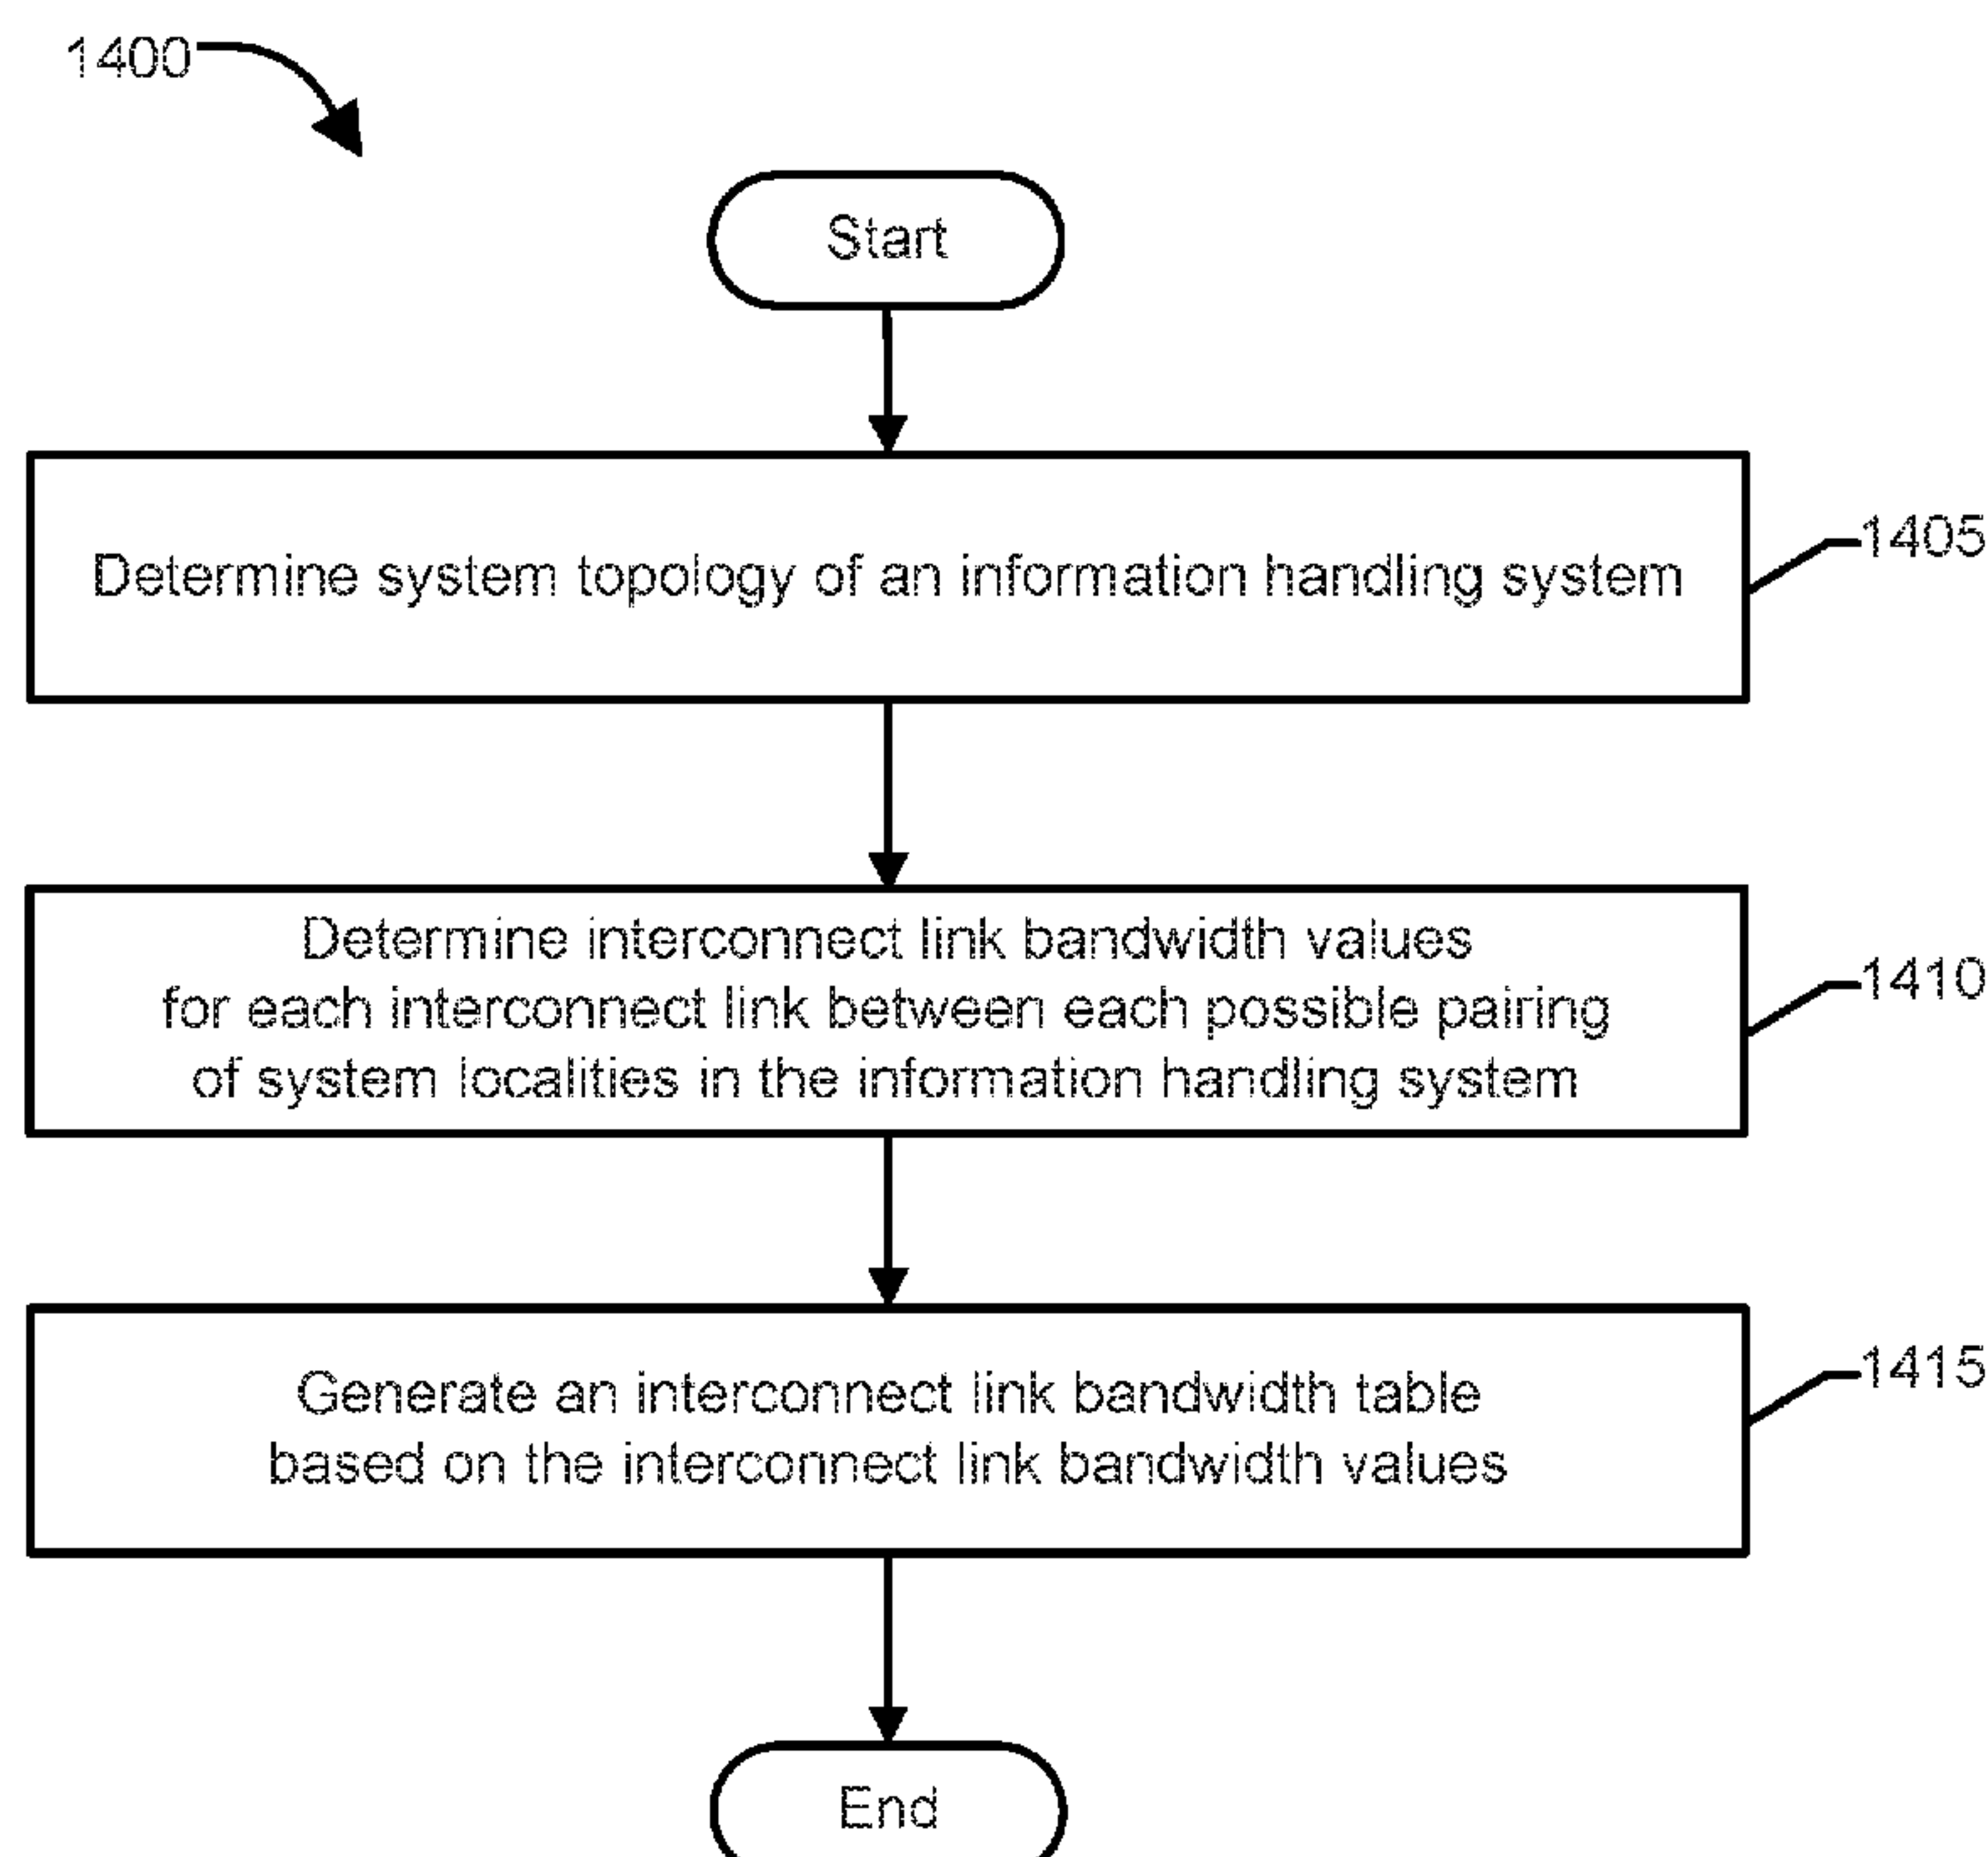 1400
Start
Determine system topology of an information handling system
1405
Determine interconnect link bandwidth values
for each interconnect link between each possible pairing
of system localities in the information handling system
1410
Generate an interconnect link bandwidth table
based on the interconnect link bandwidth values
1415
End